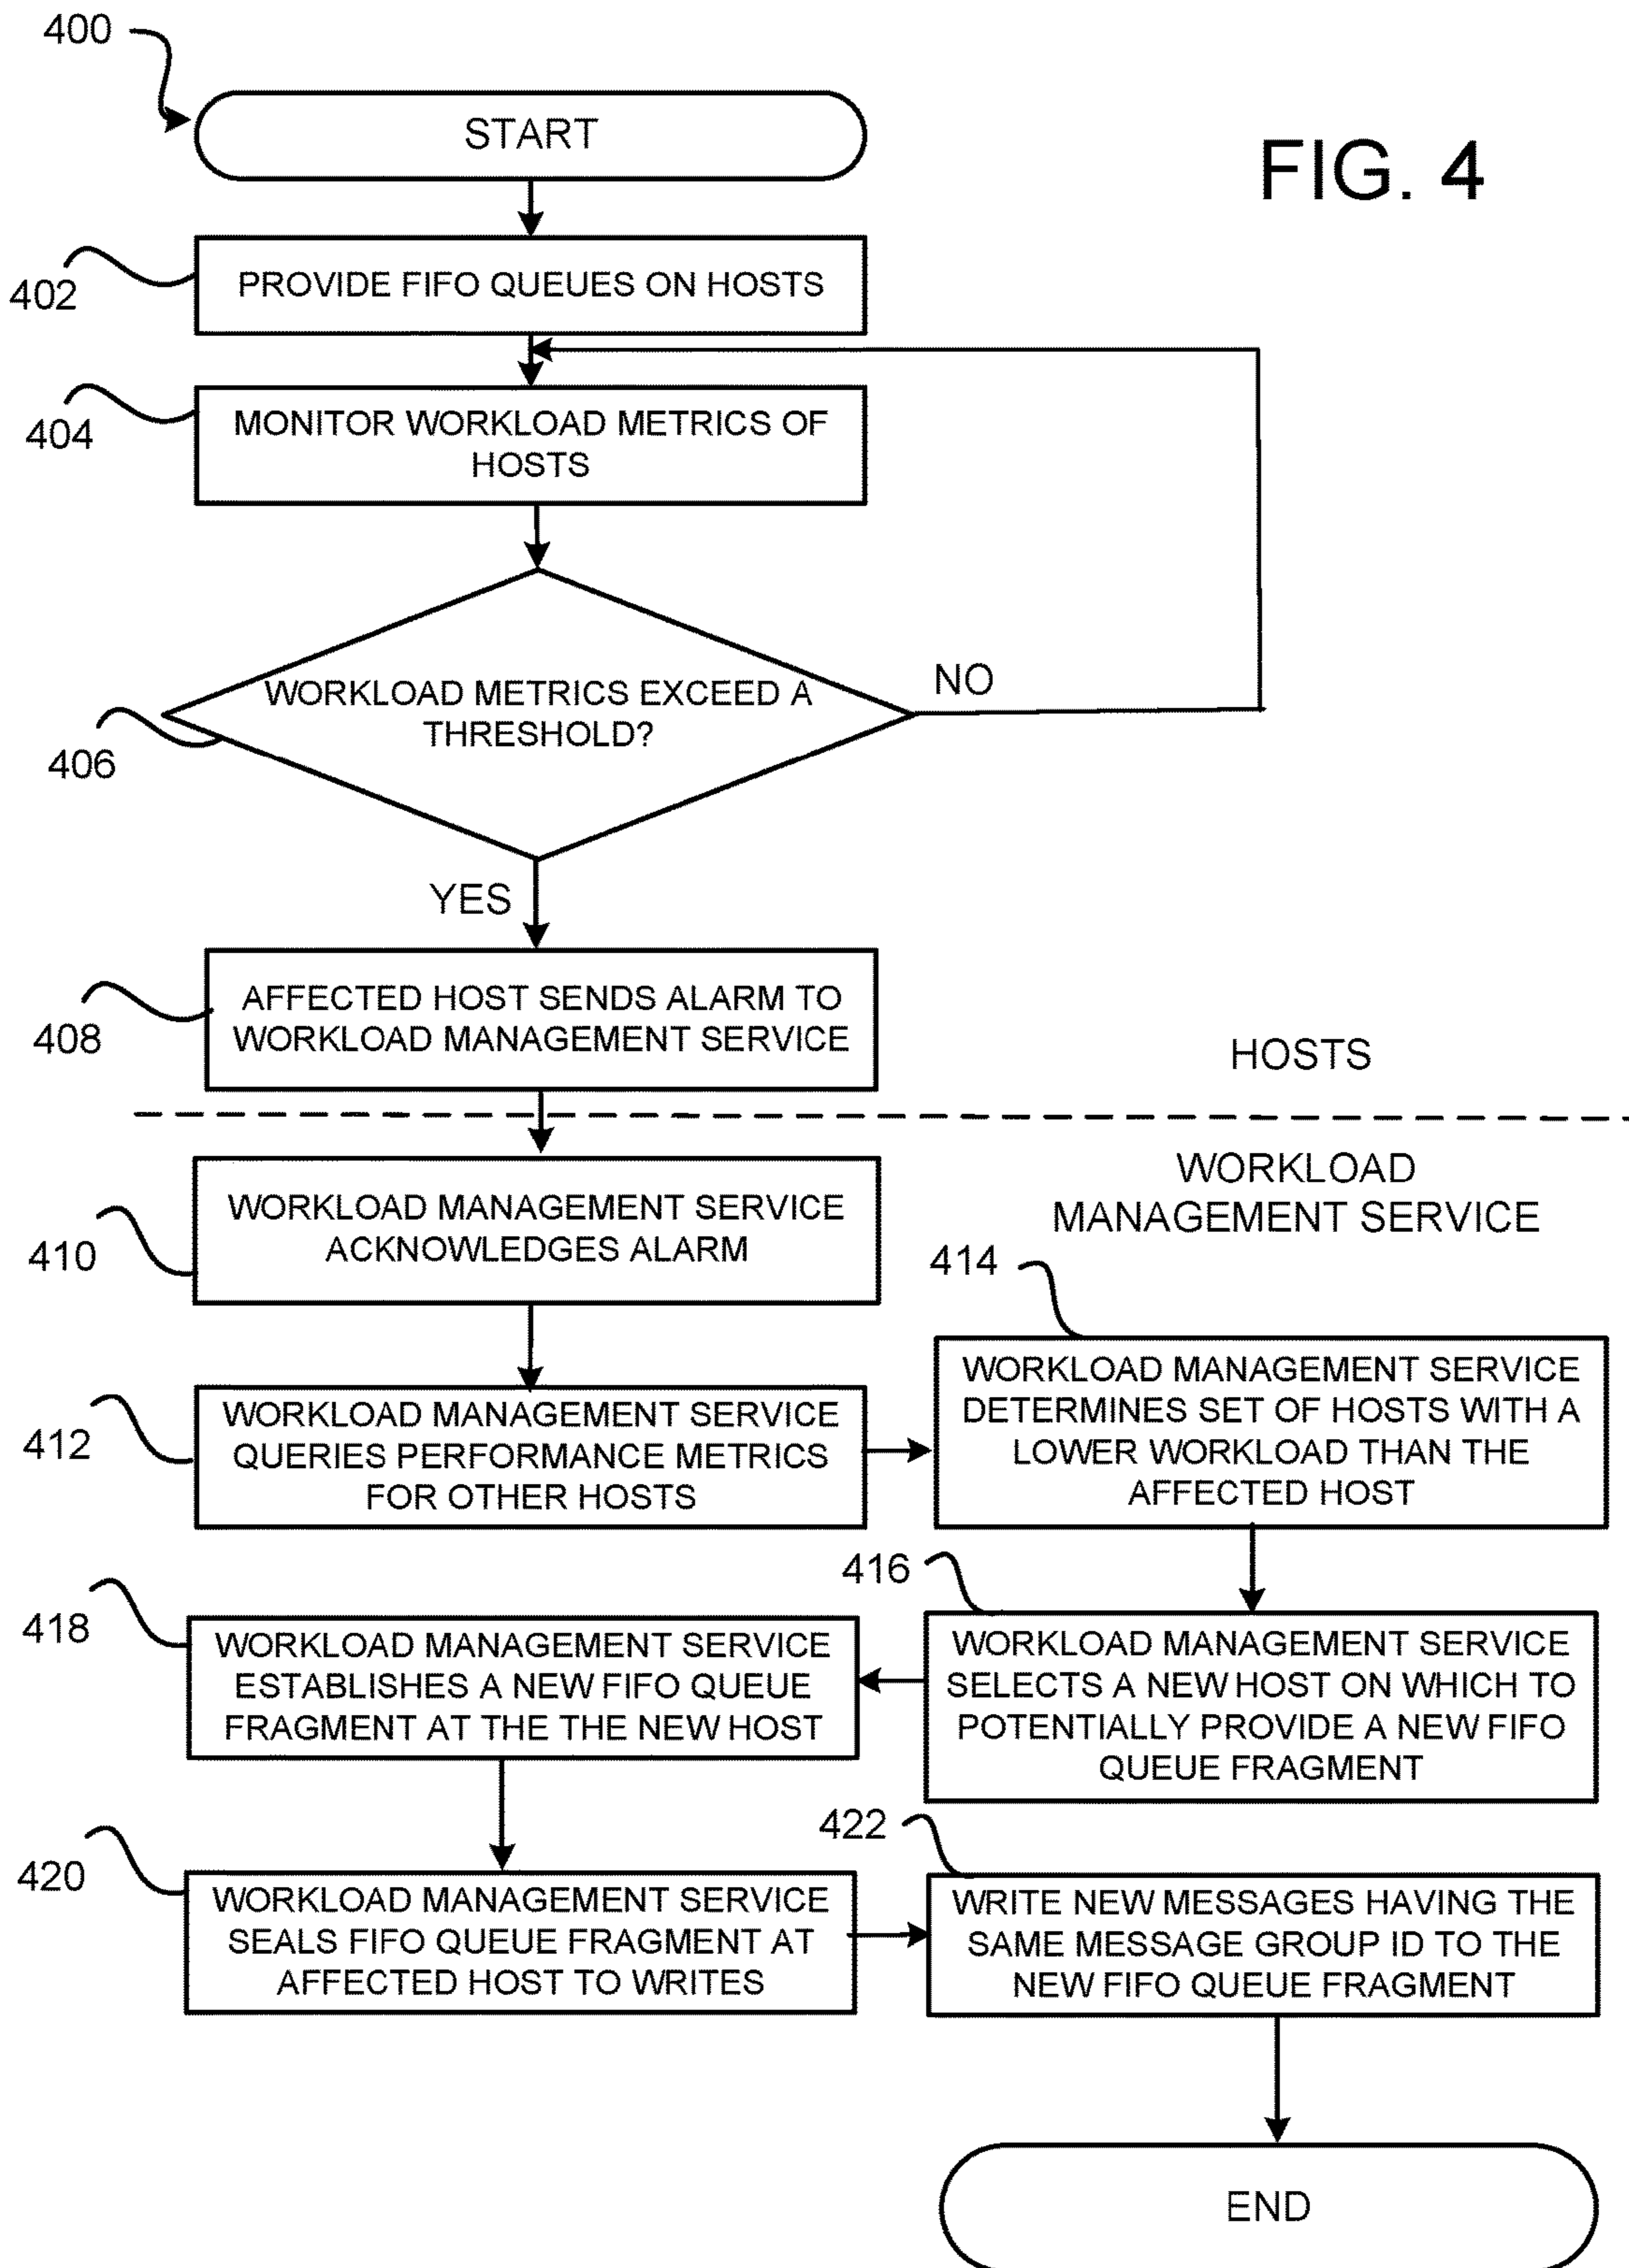 400
START
FIG. 4
402
PROVIDE FIFO QUEUES ON HOSTS
404
MONITOR WORKLOAD METRICS OF
HOSTS
406
WORKLOAD METRICS EXCEED A
THRESHOLD?
NO
YES
408
AFFECTED HOST SENDS ALARM TO
WORKLOAD MANAGEMENT SERVICE
HOSTS
WORKLOAD
MANAGEMENT SERVICE
410
WORKLOAD MANAGEMENT SERVICE
ACKNOWLEDGES ALARM
412
WORKLOAD MANAGEMENT SERVICE
QUERIES PERFORMANCE METRICS
FOR OTHER HOSTS
414
WORKLOAD MANAGEMENT SERVICE
DETERMINES SET OF HOSTS WITH A
LOWER WORKLOAD THAN THE
AFFECTED HOST
416
WORKLOAD MANAGEMENT SERVICE
SELECTS A NEW HOST ON WHICH TO
POTENTIALLY PROVIDE A NEW FIFO
QUEUE FRAGMENT
418
WORKLOAD MANAGEMENT SERVICE
ESTABLISHES A NEW FIFO QUEUE
FRAGMENT AT THE THE NEW HOST
420
WORKLOAD MANAGEMENT SERVICE
SEALS FIFO QUEUE FRAGMENT AT
AFFECTED HOST TO WRITES
422
WRITE NEW MESSAGES HAVING THE
SAME MESSAGE GROUP ID TO THE
NEW FIFO QUEUE FRAGMENT
END